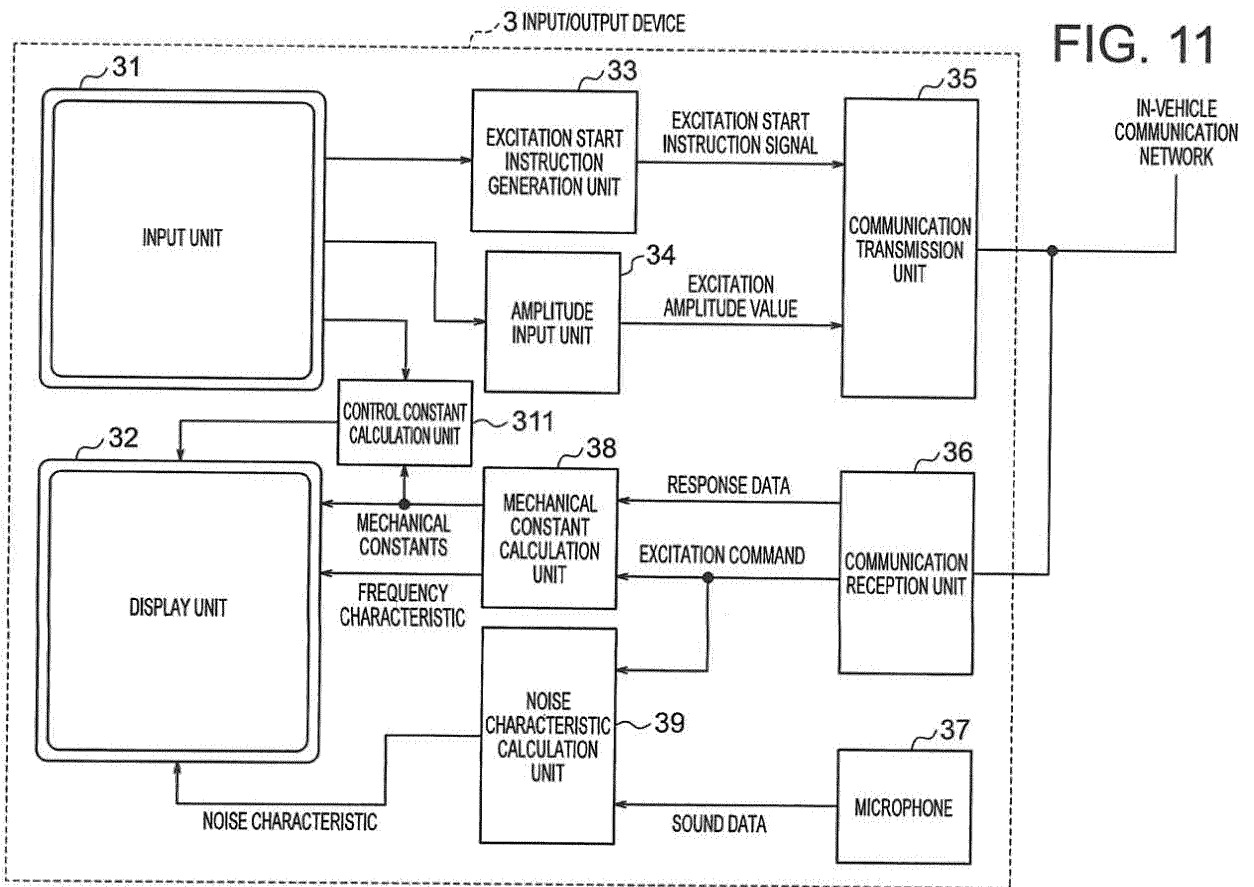 3 INPUT/OUTPUT DEVICE
FIG. 11
31
INPUT UNIT
33
EXCITATION START
INSTRUCTION
GENERATION UNIT
EXCITATION START
INSTRUCTION SIGNAL
35
COMMUNICATION
TRANSMISSION
UNIT
IN-VEHICLE
COMMUNICATION
NETWORK
34
AMPLITUDE
INPUT UNIT
EXCITATION
AMPLITUDE VALUE
CONTROL CONSTANT
CALCULATION UNIT
311
32
DISPLAY UNIT
MECHANICAL
CONSTANTS
FREQUENCY
CHARACTERISTIC
38
MECHANICAL
CONSTANT
CALCULATION
UNIT
RESPONSE DATA
EXCITATION COMMAND
36
COMMUNICATION
RECEPTION UNIT
NOISE
CHARACTERISTIC
CALCULATION
UNIT
39
37
MICROPHONE
SOUND DATA
NOISE CHARACTERISTIC